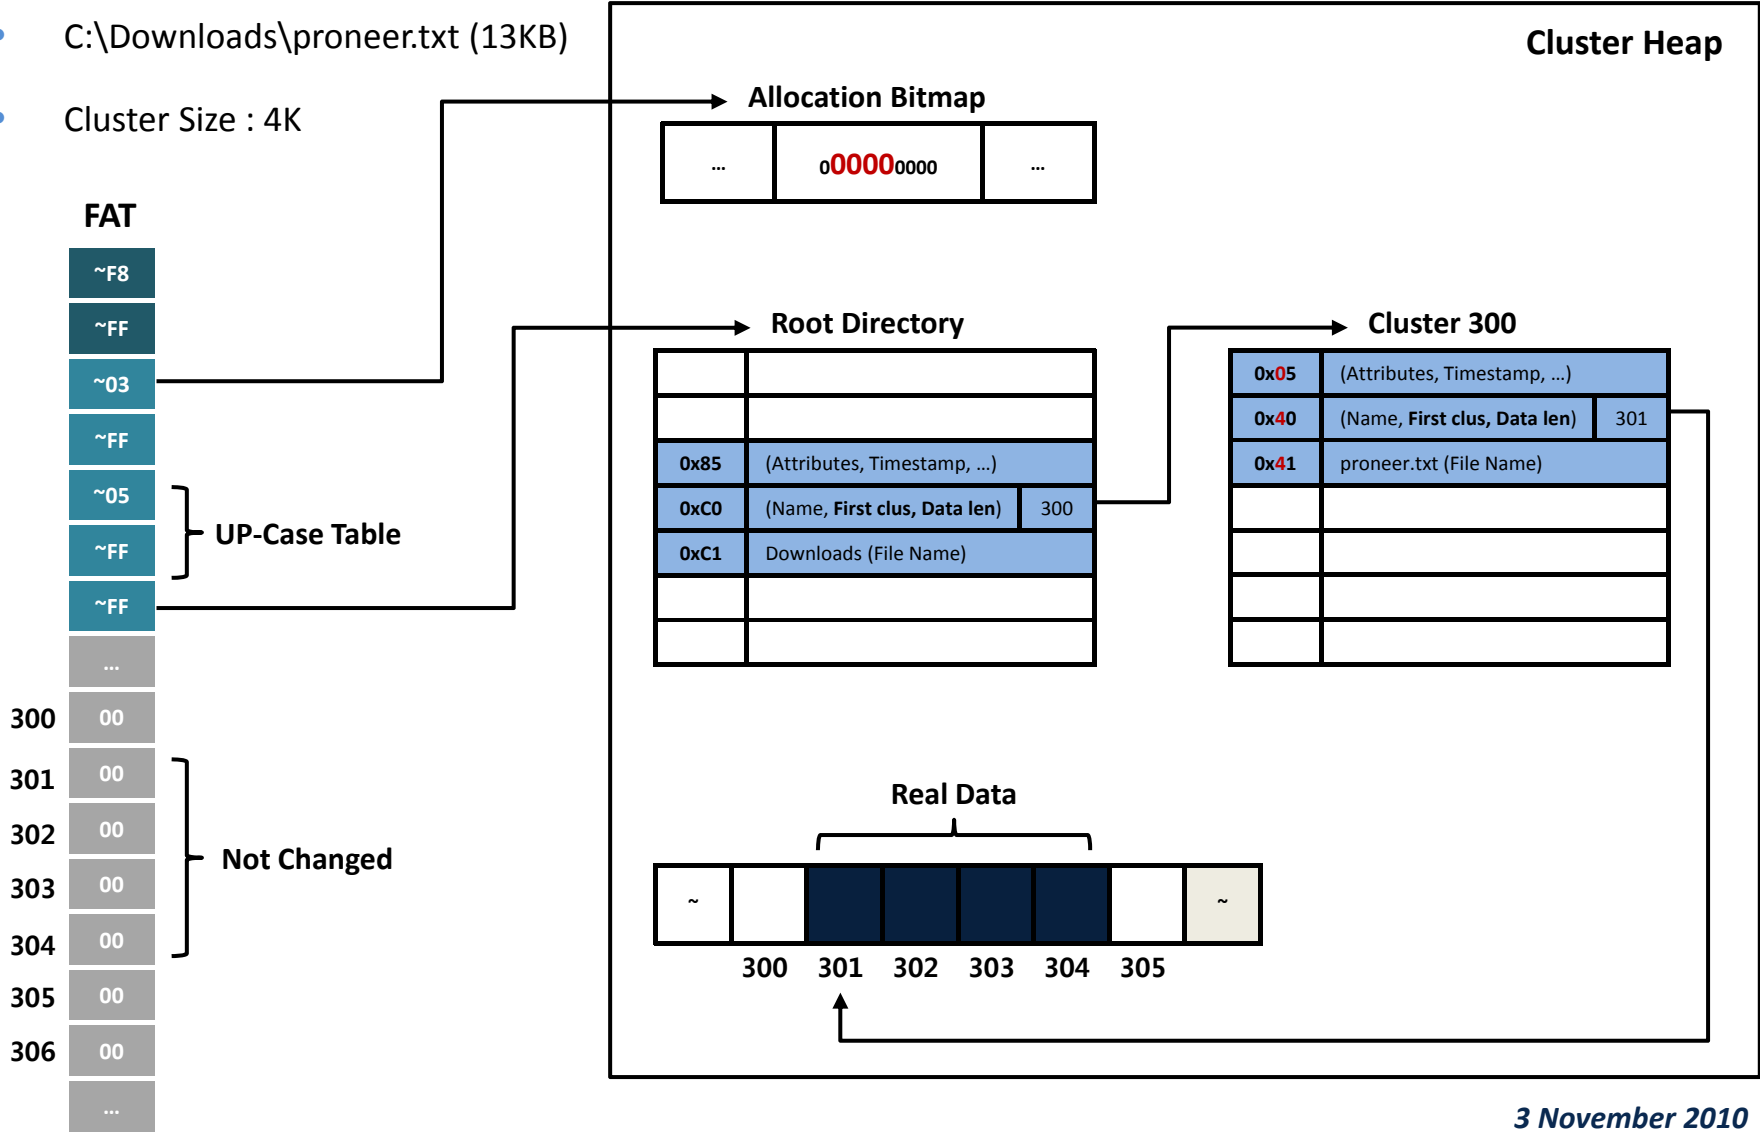 • C:\Downloads\proneer.txt (13KB)
• Cluster Size : 4K
FAT
~F8
~FF
~03
~FF
~05
~FF
UP-Case Table
~FF
...
300 00
301 00
302 00
303 00
304 00
Not Changed
305 00
306 00
...
Cluster Heap
Allocation Bitmap
... 000000000 ...
Root Directory
0x85 (Attributes, Timestamp, ...)
0xC0 (Name, First clus, Data len) 300
0xC1 Downloads (File Name)
Cluster 300
0x05 (Attributes, Timestamp, ...)
0x40 (Name, First clus, Data len) 301
0x41 proneer.txt (File Name)
Real Data
~ ~
300 301 302 303 304 305
3 November 2010